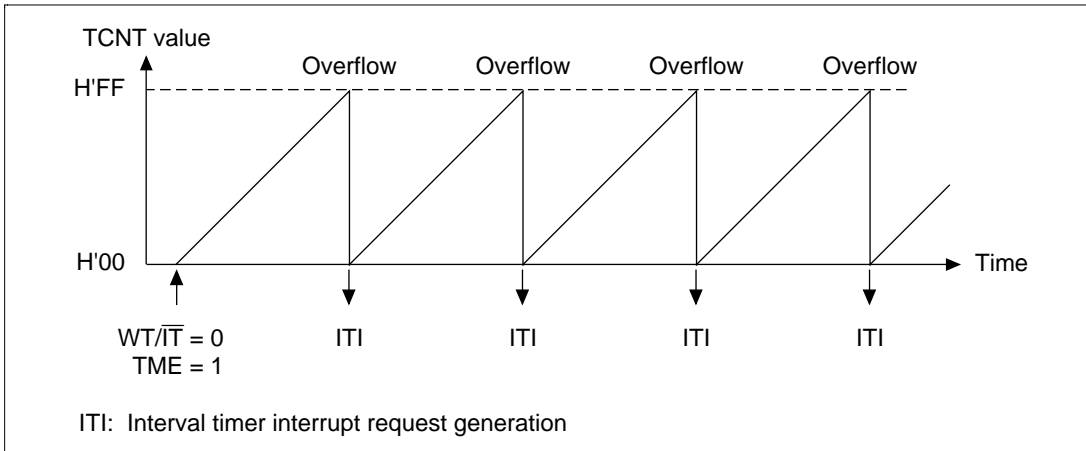 TCNT value
Overflow Overflow Overflow Overflow
H'FF
H'00
Time
WT/I̅T̅ = 0
TME = 1
ITI ITI ITI ITI
ITI: Interval timer interrupt request generation